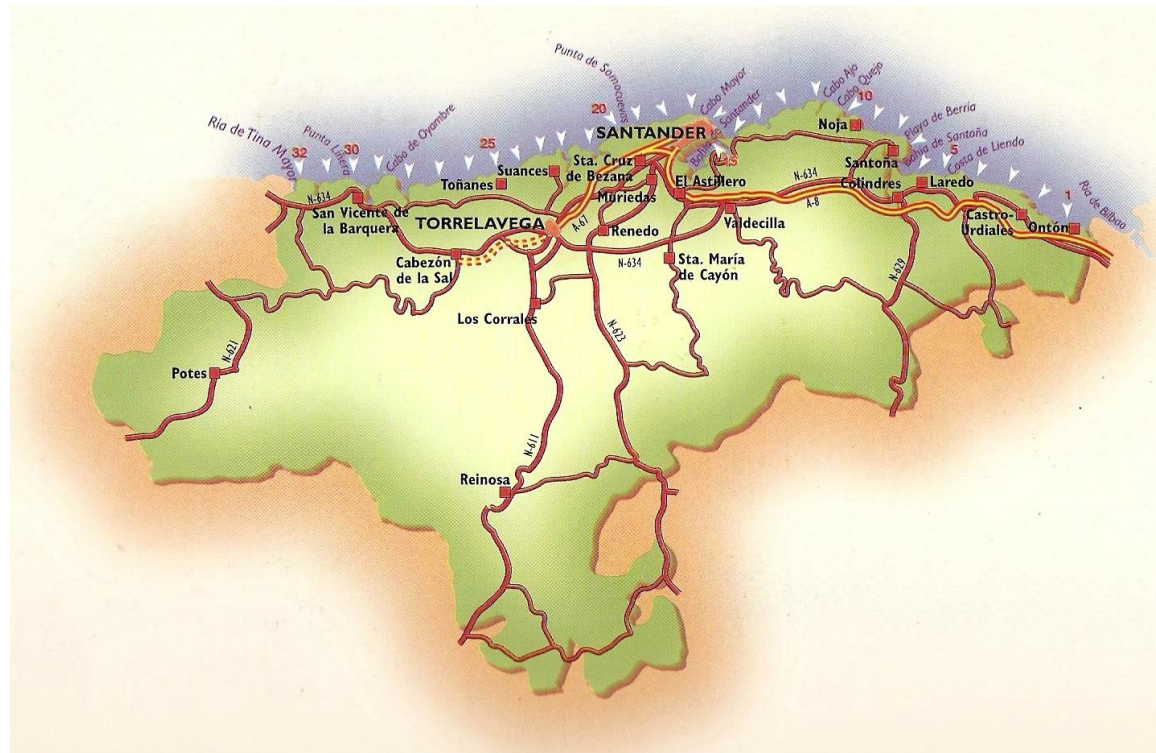 Punta de Somocuevas
Cabo Mayor
Bahía de Santander
Cabo Ajo
Cabo Quejo
10
Playa de Berria
Bahía de Santoña
5
Costa de Liendo
1
Ría de Bilbao
Ría de Tina Mayor
32
Punta Linera
30
Cabo de Oyambre
25
20
15
SANTANDER
Noja
Santoña
Laredo
Colindres
Castro-
Urdiales
Ontón
Suances
Toñanes
Sta. Cruz
de Bezana
Muriedas
El Astillero
N-634
A-8
Valdecilla
N-634
San Vicente de
la Barquera
TORRELAVEGA
A-67
Renedo
N-634
Cabezón
de la Sal
Sta. María
de Cayón
N-629
Los Corrales
N-623
N-621
Potes
N-611
Reinosa